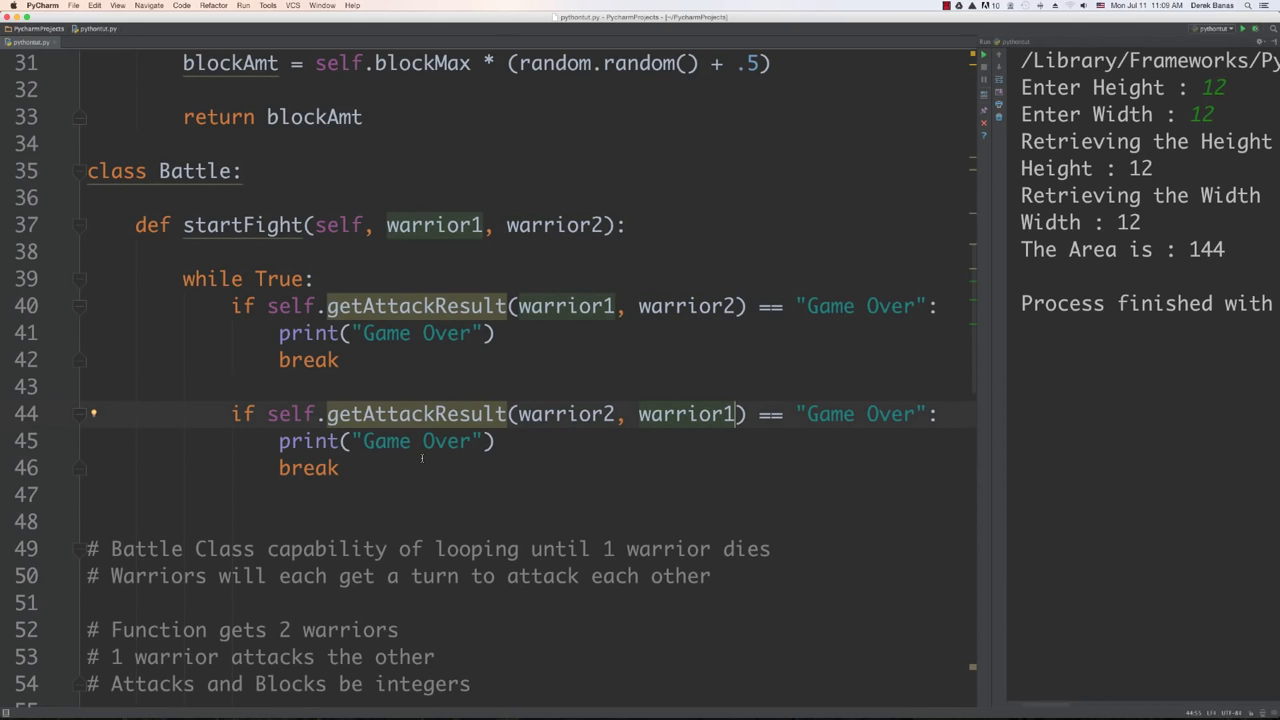 PyCharm File Edit View Navigate Code Refactor Run Tools VCS Window Help
10 Mon Jul 11 11:09 AM Derek Banas
pythontut.py - PycharmProjects - [~/PycharmProjects]
PycharmProjects pythontut.py pythontut
pythontut.py
Run pythontut
31 blockAmt = self.blockMax * (random.random() + .5)
32
33 return blockAmt
34
35 class Battle:
36
37 def startFight(self, warrior1, warrior2):
38
39 while True:
40 if self.getAttackResult(warrior1, warrior2) == "Game Over":
41 print("Game Over")
42 break
43
44 if self.getAttackResult(warrior2, warrior1) == "Game Over":
45 print("Game Over")
46 break
47
48
49 # Battle Class capability of looping until 1 warrior dies
50 # Warriors will each get a turn to attack each other
51
52 # Function gets 2 warriors
53 # 1 warrior attacks the other
54 # Attacks and Blocks be integers
/Library/Frameworks/Py
Enter Height : 12
Enter Width : 12
Retrieving the Height
Height : 12
Retrieving the Width
Width : 12
The Area is : 144
Process finished with
44:55 LF÷ UTF-8÷